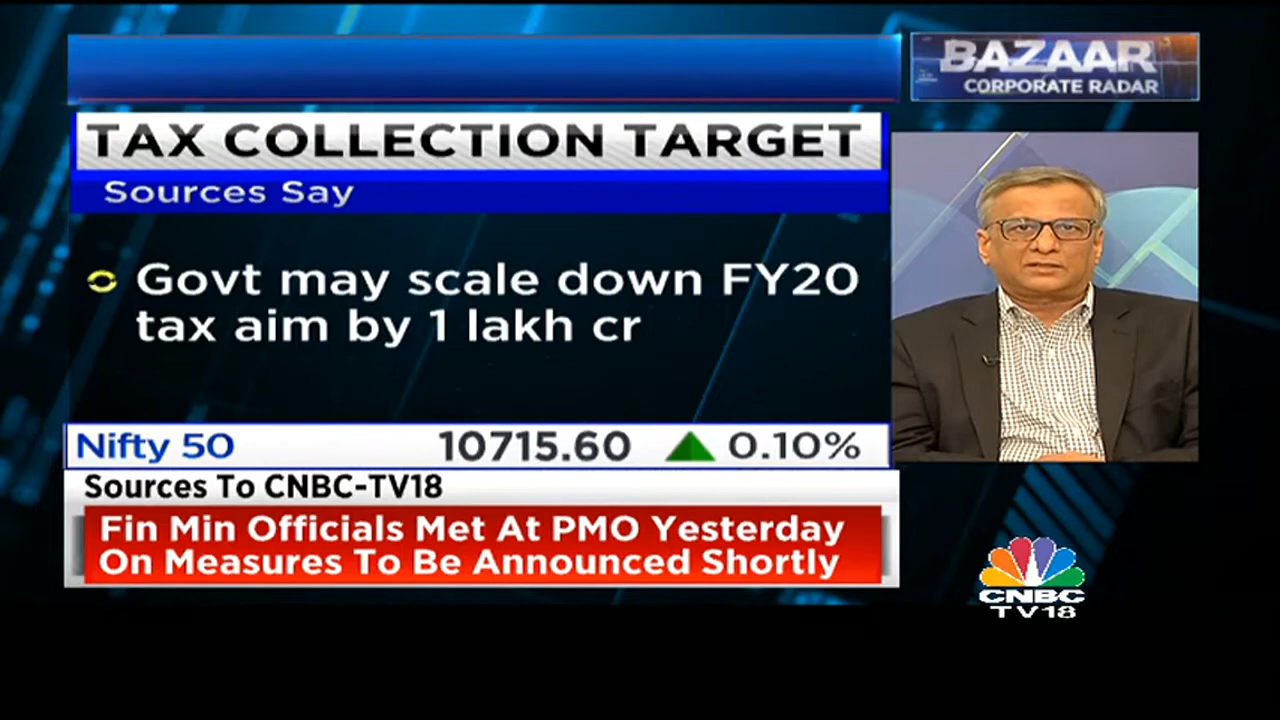 BAZAAR
CORPORATE RADAR
TAX COLLECTION TARGET
Sources Say
Govt may scale down FY20
tax aim by 1 lakh cr
Nifty 50 10715.60 0.10%
Sources To CNBC-TV18
Fin Min Officials Met At PMO Yesterday
On Measures To Be Announced Shortly
CNBC
TV18